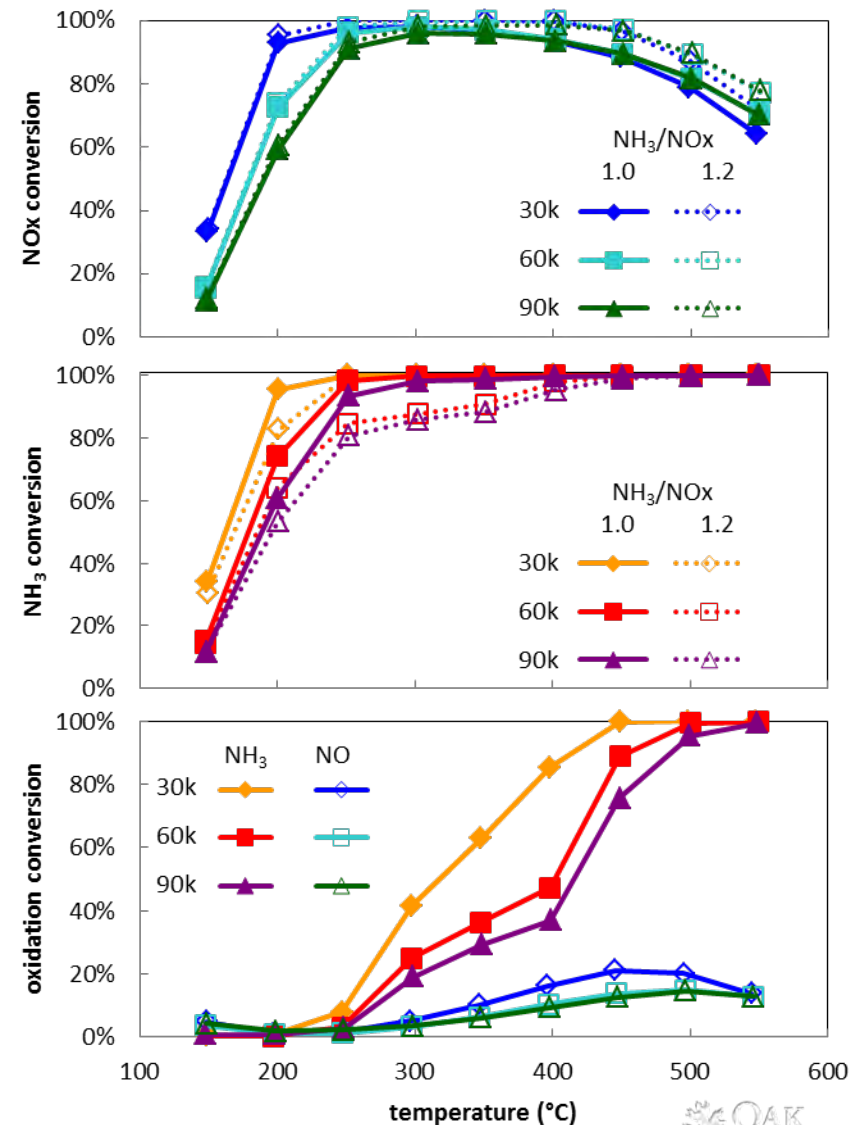 100%
80%
60%
40%
20%
0%
NOx conversion
NH₃/NOx
1.0 1.2
30k
60k
90k
100%
80%
60%
40%
20%
0%
NH₃ conversion
NH₃/NOx
1.0 1.2
30k
60k
90k
100%
80%
60%
40%
20%
0%
oxidation conversion
NH₃ NO
30k
60k
90k
100 200 300 400 500 600
temperature (°C)
OAK